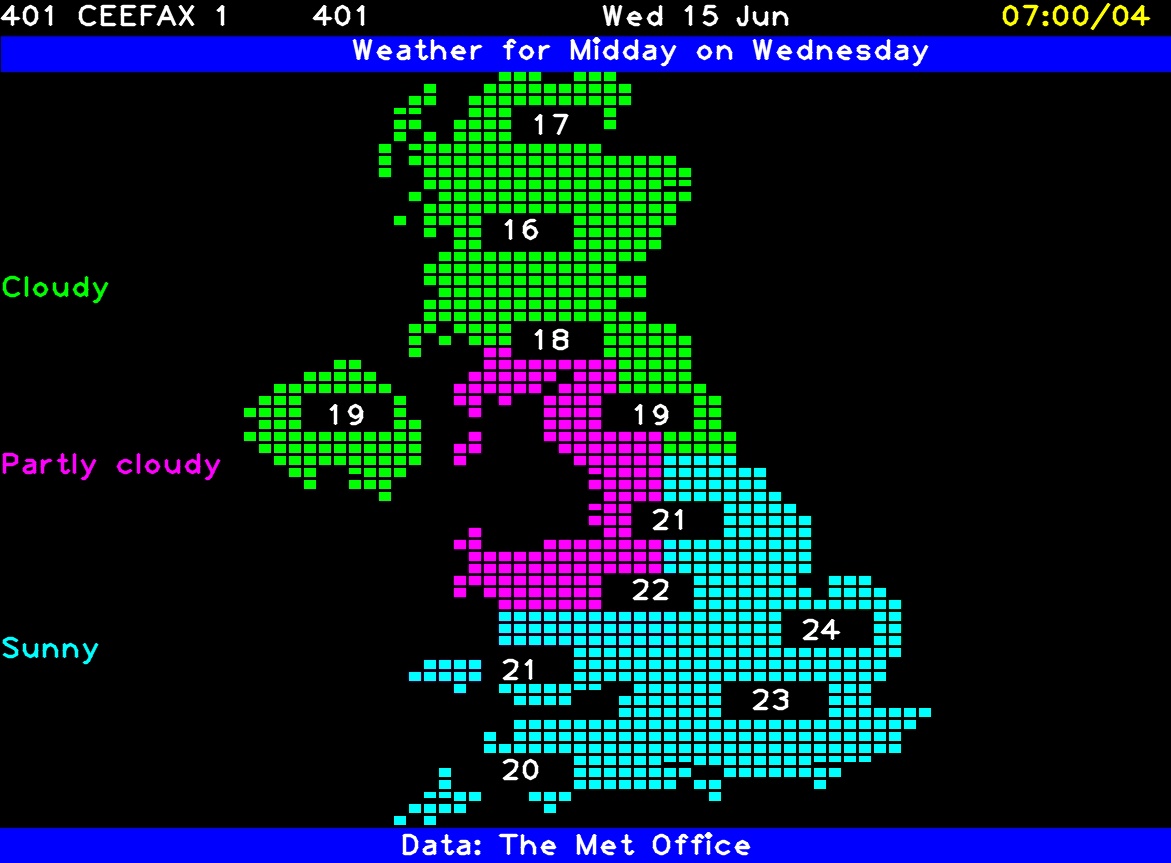 401 CEEFAX 1 401 Wed 15 Jun 07:00/04
Weather for Midday on Wednesday
17
16
Cloudy
18
19 19
Partly cloudy
21
22
24
Sunny
21
23
20
Data: The Met Office